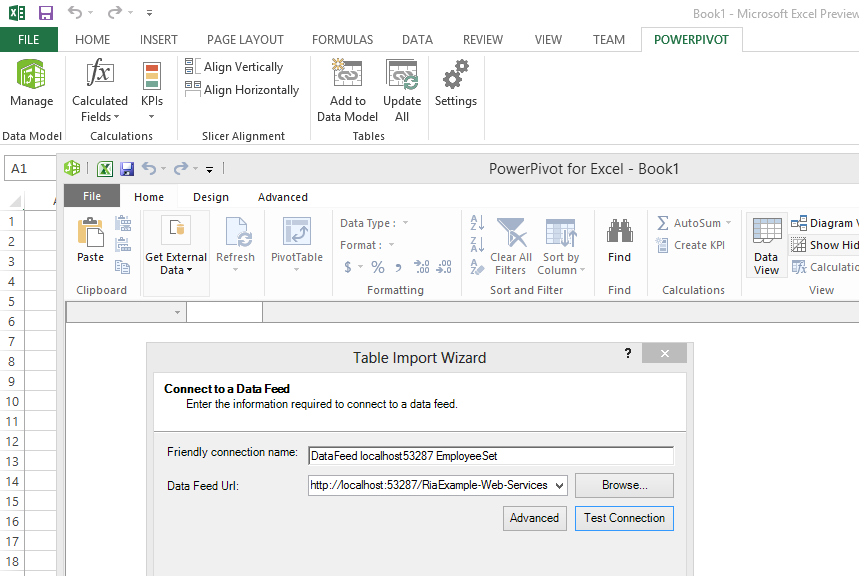 Book1 - Microsoft Excel Preview
FILE HOME INSERT PAGE LAYOUT FORMULAS DATA REVIEW VIEW TEAM POWERPIVOT
Manage
Calculated Fields
KPIs
Align Vertically
Align Horizontally
Add to Data Model
Update All
Settings
Data Model Calculations Slicer Alignment Tables
A1
PowerPivot for Excel - Book1
File Home Design Advanced
Paste
Get External Data
Refresh
PivotTable
Data Type :
Format :
$ % ,
Clear All Filters
Sort by Column
Find
AutoSum
Create KPI
Data View
Diagram V
Show Hid
Calculatio
Clipboard Formatting Sort and Filter Find Calculations View
1
2
3
4
5
6
7
8
9
10
11
12
13
14
15
16
17
18
Table Import Wizard
?
Connect to a Data Feed
Enter the information required to connect to a data feed.
Friendly connection name: DataFeed localhost53287 EmployeeSet
Data Feed Url: http://localhost:53287/RiaExample-Web-Services Browse...
Advanced Test Connection